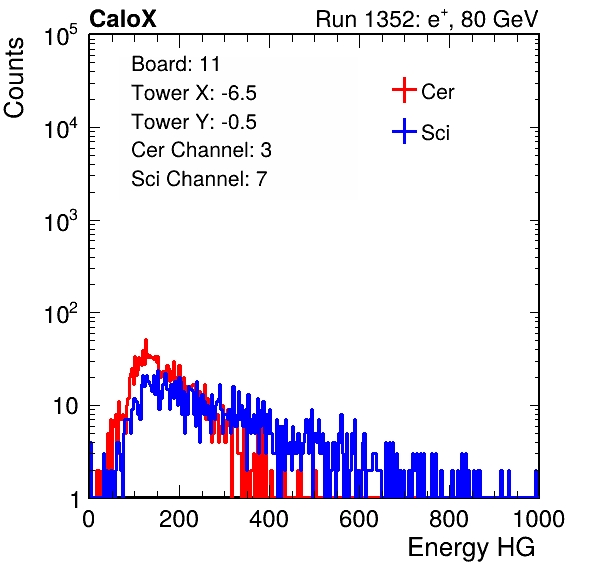 CaloX Run 1352: e⁺, 80 GeV
Counts
Board: 11
Tower X: -6.5
Tower Y: -0.5
Cer Channel: 3
Sci Channel: 7
Cer
Sci
10⁵
10⁴
10³
10²
10
1
0 200 400 600 800 1000
Energy HG